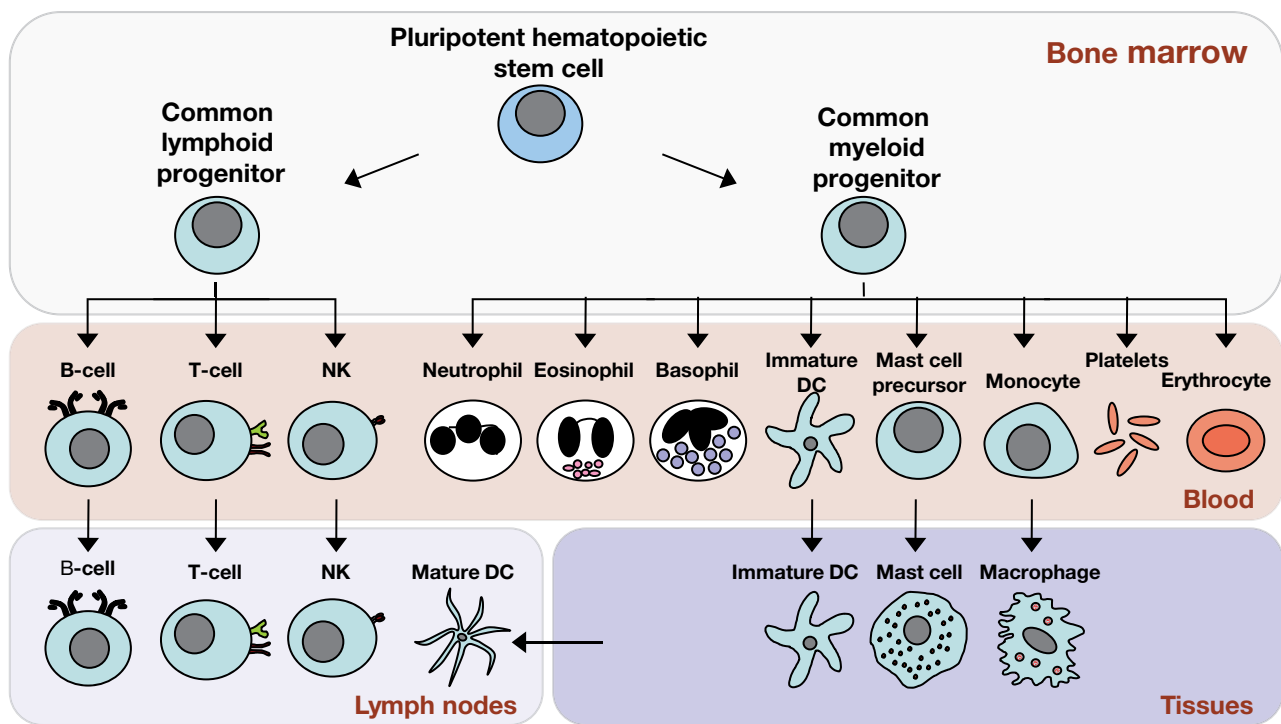 Pluripotent hematopoietic
stem cell
Bone marrow
Common
lymphoid
progenitor
Common
myeloid
progenitor
B-cell
T-cell
NK
Neutrophil
Eosinophil
Basophil
Immature
DC
Mast cell
precursor
Monocyte
Platelets
Erythrocyte
Blood
B-cell
T-cell
NK
Mature DC
Immature DC
Mast cell
Macrophage
Lymph nodes
Tissues